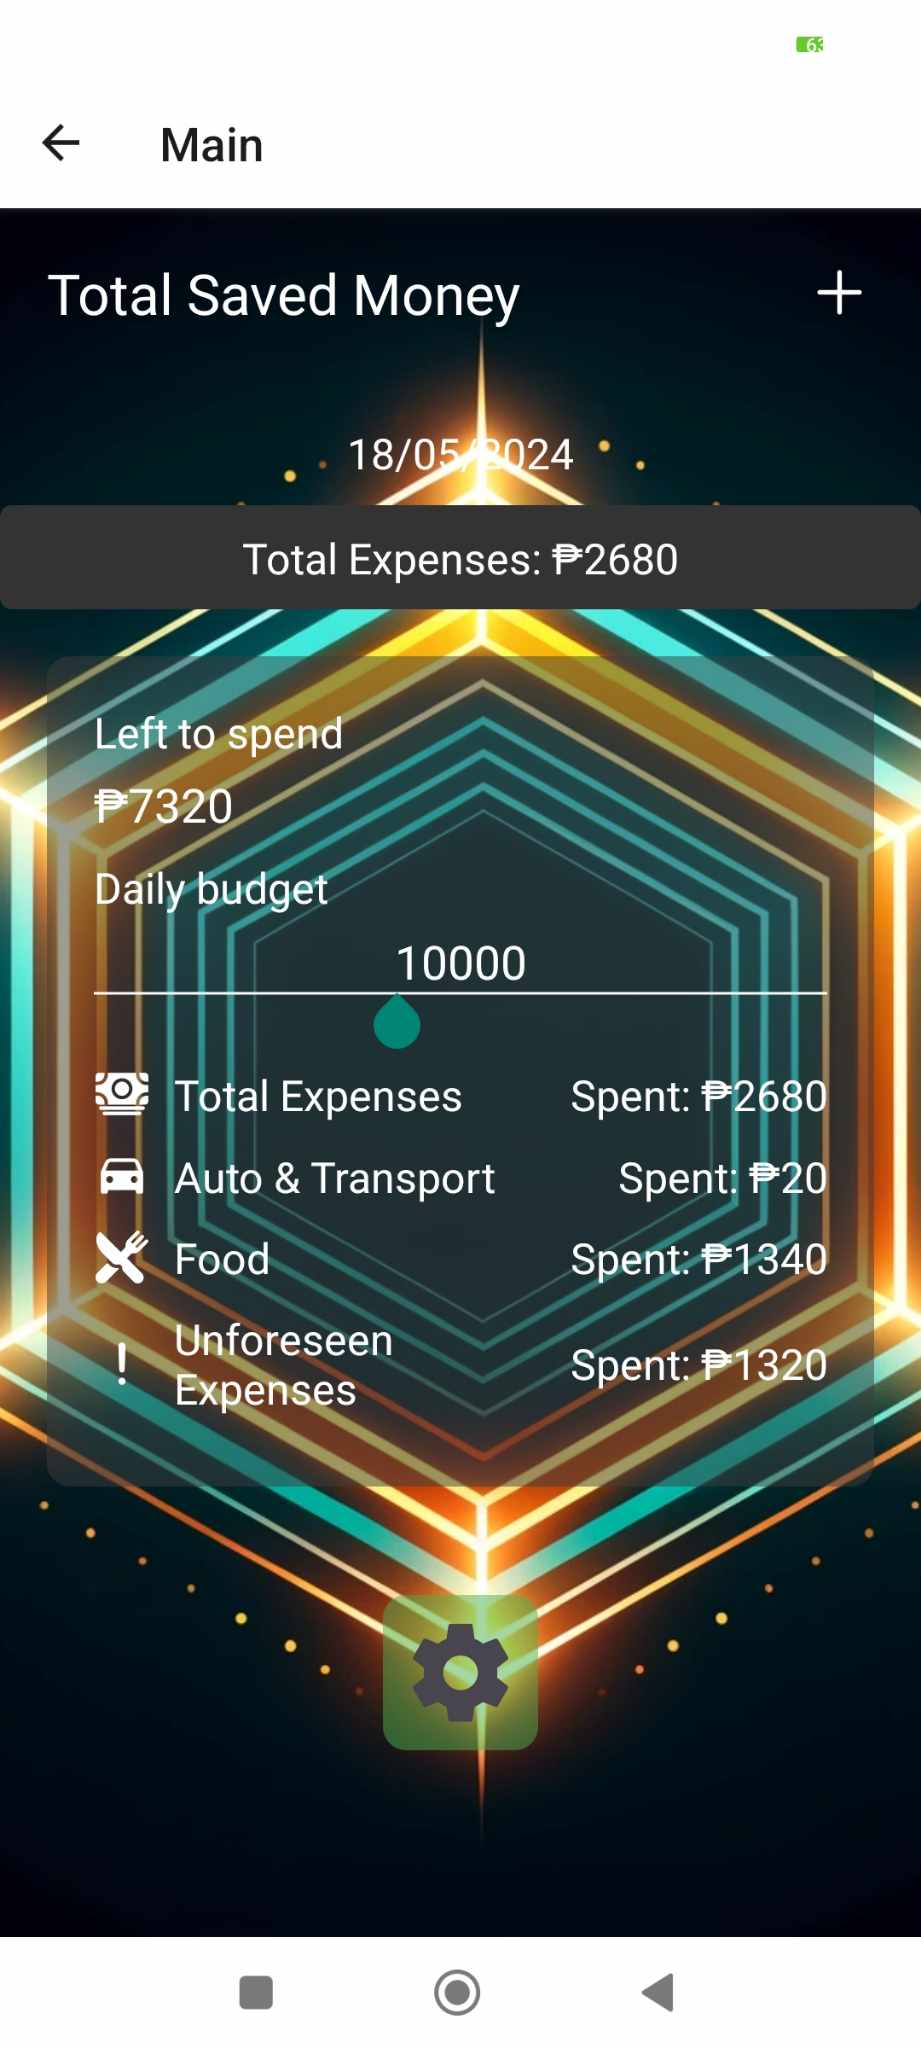 63
Main
Total Saved Money
18/05/2024
Total Expenses: ₱2680
Left to spend
₱7320
Daily budget
10000
Total Expenses Spent: ₱2680
Auto & Transport Spent: ₱20
Food Spent: ₱1340
Unforeseen
Expenses Spent: ₱1320